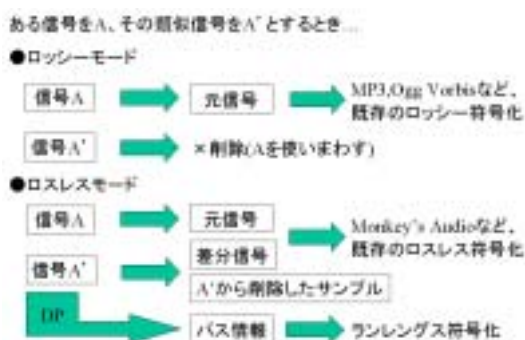 ある信号をA、その類似信号をA'とするとき...
●ロッシーモード
信号A
元信号
MP3,Ogg Vorbisなど、
既存のロッシー符号化
信号A'
×削除(Aを使いまわす)
●ロスレスモード
信号A
元信号
Monkey's Audioなど、
既存のロスレス符号化
信号A'
差分信号
A'から削除したサンプル
DP
パス情報
ランレングス符号化